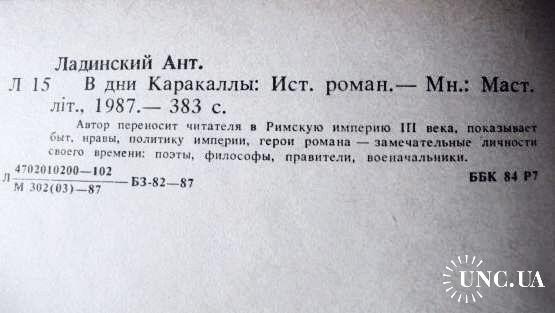 Ладинский Ант.
Л 15 В дни Каракаллы: Ист. роман.— Мн.: Маст.
літ., 1987.— 383 с.
Автор переносит читателя в Римскую империю III века, показывает
быт, нравы, политику империи, герои романа — замечательные личности
своего времени: поэты, философы, правители, военачальники.
Л 4702010200—102 БЗ-82—87 ББК 84 Р7
М 302(03)—87
UNC.UA